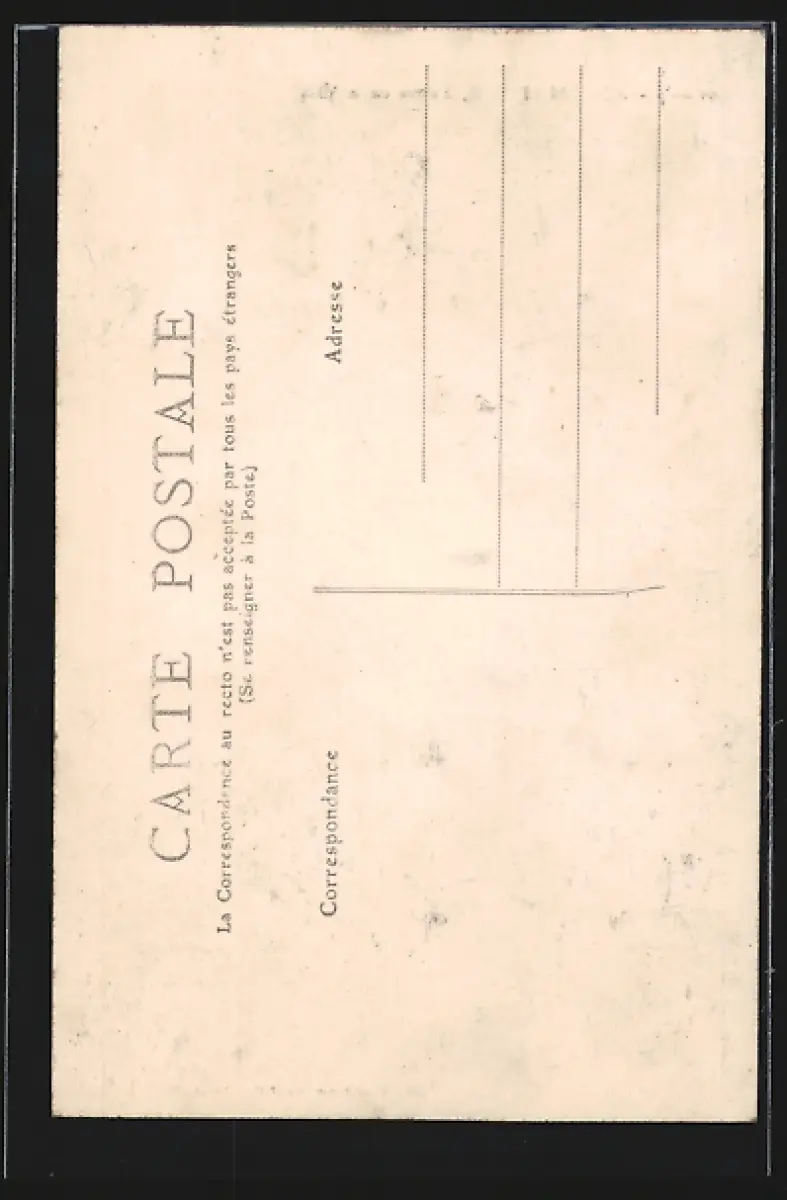 CARTE POSTALE
La Correspondence au recto n'est pas acceptée par tous les pays étrangers
(Se renseigner à la Poste)
Correspondance
Adresse